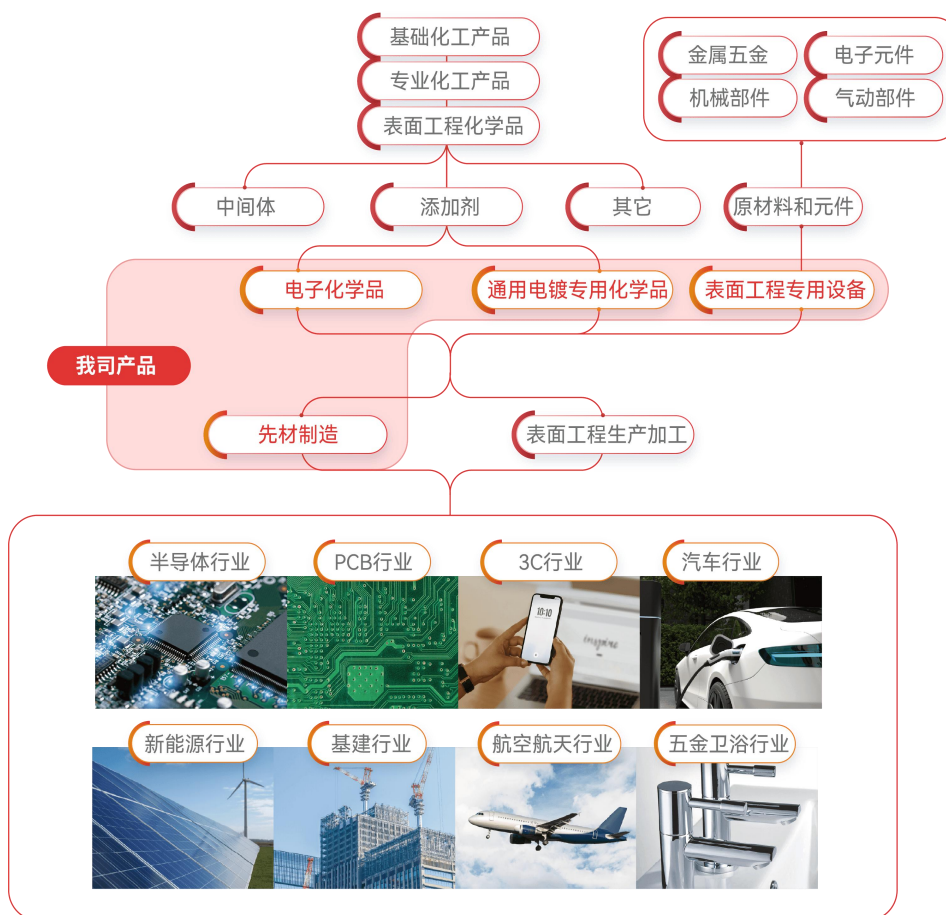 基础化工产品
专业化工产品
表面工程化学品
金属五金
电子元件
机械部件
气动部件
中间体
添加剂
其它
原材料和元件
电子化学品
通用电镀专用化学品
表面工程专用设备
我司产品
先材制造
表面工程生产加工
半导体行业
PCB行业
3C行业
汽车行业
10:10
新能源行业
基建行业
航空航天行业
五金卫浴行业